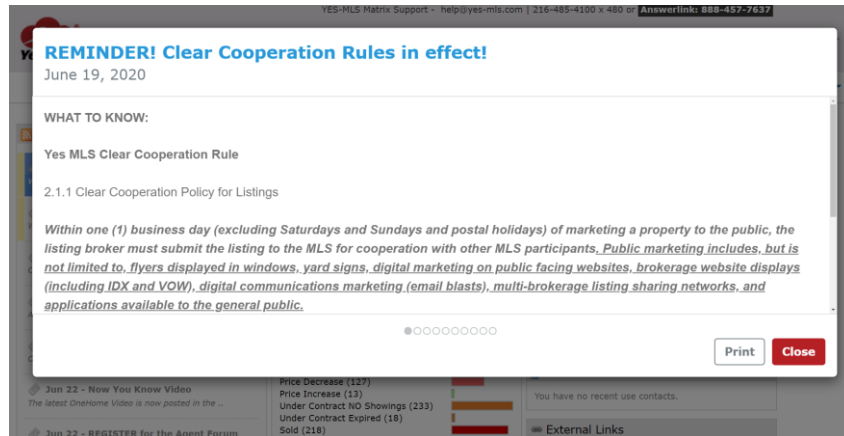 YES-MLS Matrix Support - help@yes-mls.com | 216-485-4100 x 480 or Answerlink: 888-457-7637
REMINDER! Clear Cooperation Rules in effect!
June 19, 2020
WHAT TO KNOW:
Yes MLS Clear Cooperation Rule
2.1.1 Clear Cooperation Policy for Listings
Within one (1) business day (excluding Saturdays and Sundays and postal holidays) of marketing a property to the public, the
listing broker must submit the listing to the MLS for cooperation with other MLS participants. Public marketing includes, but is
not limited to, flyers displayed in windows, yard signs, digital marketing on public facing websites, brokerage website displays
(including IDX and VOW), digital communications marketing (email blasts), multi-brokerage listing sharing networks, and
applications available to the general public.
Print
Close
Jun 22 - Now You Know Video
The latest OneHome Video is now posted in the ..
Jun 22 - REGISTER for the Agent Forum
Price Decrease (127)
Price Increase (13)
Under Contract NO Showings (233)
Under Contract Expired (18)
Sold (218)
You have no recent use contacts.
External Links